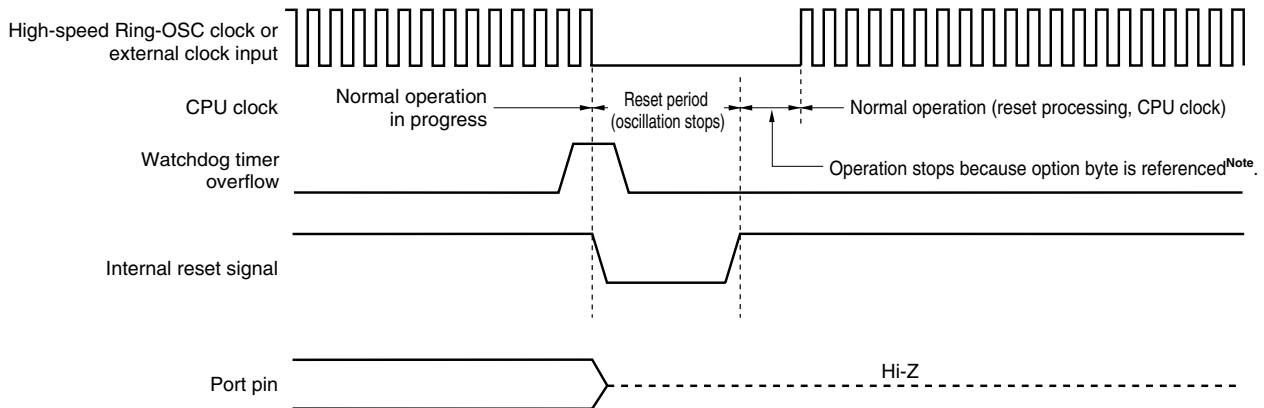 High-speed Ring-OSC clock or
external clock input
CPU clock
Normal operation
in progress
Reset period
(oscillation stops)
Normal operation (reset processing, CPU clock)
Operation stops because option byte is referencedNote.
Watchdog timer
overflow
Internal reset signal
Port pin
Hi-Z